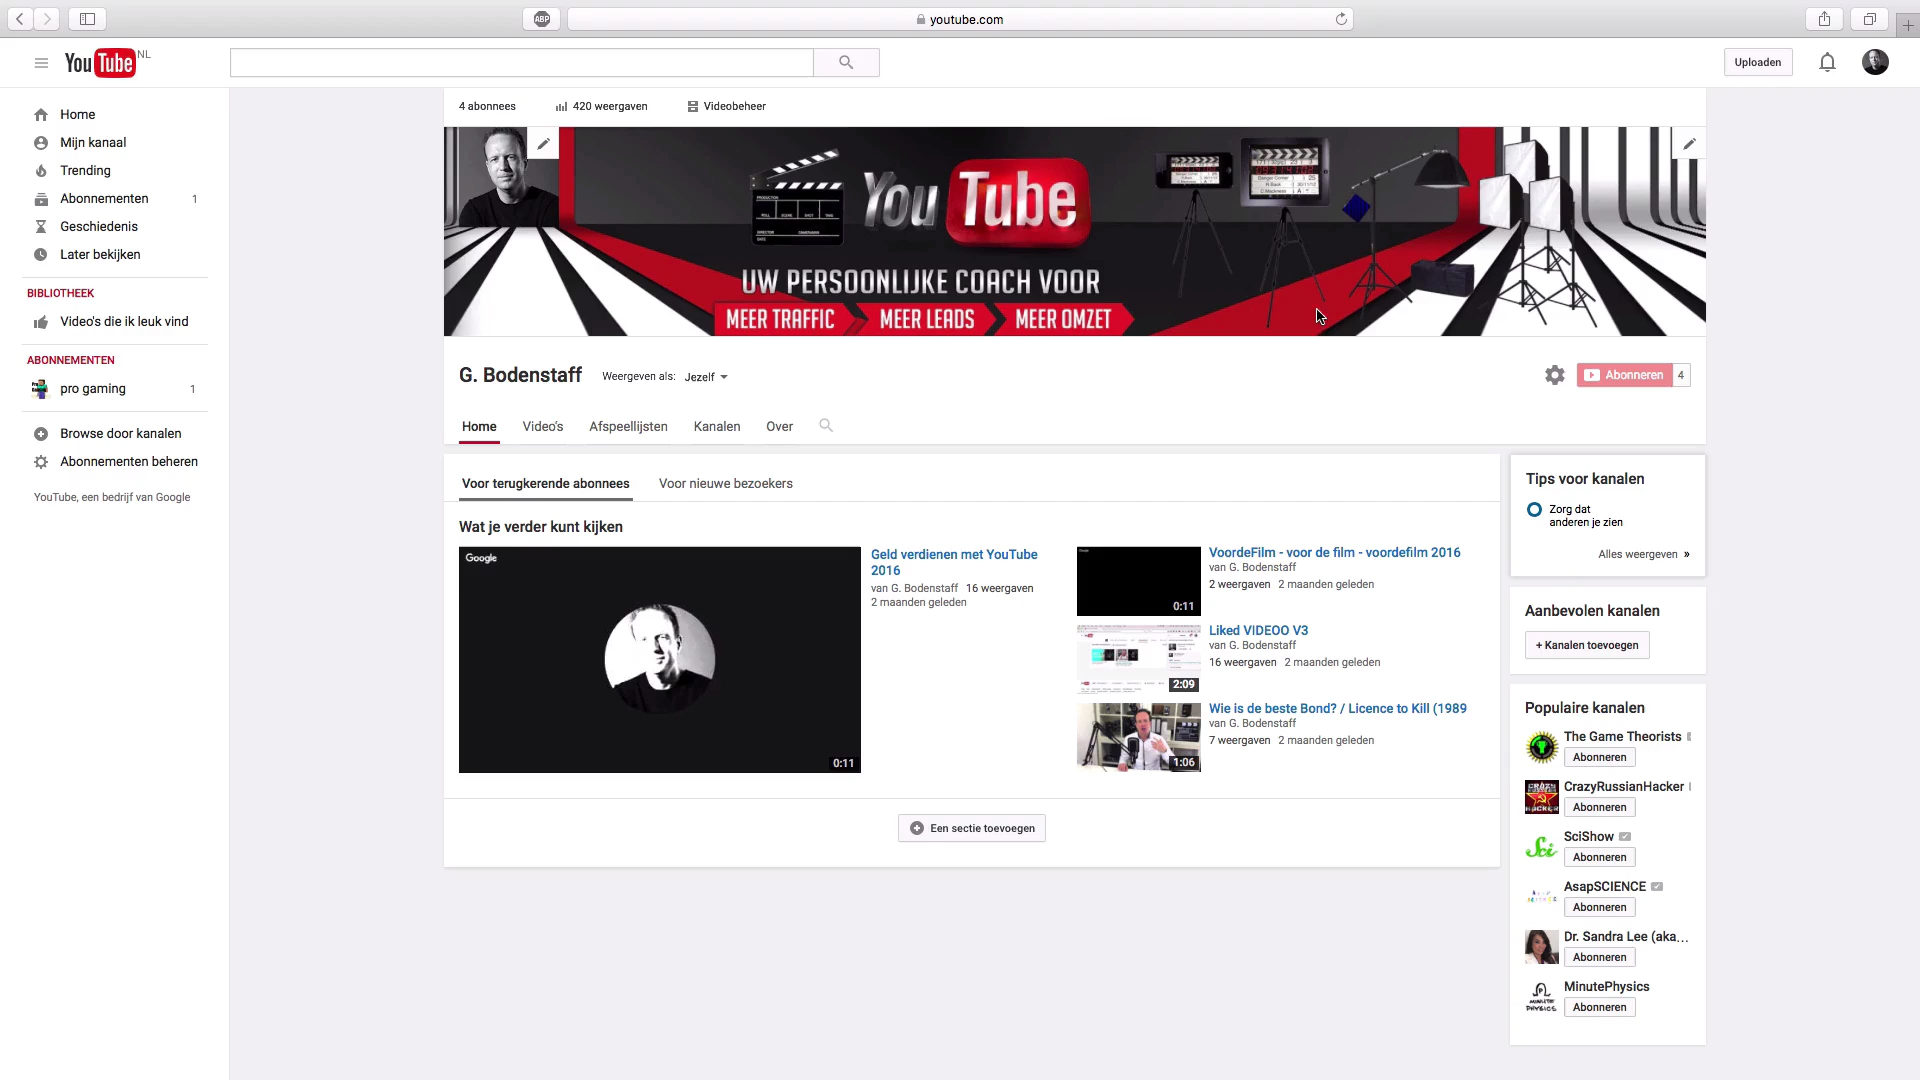 ABP
youtube.com
YouTube NL
Uploaden
Home
Mijn kanaal
Trending
Abonnementen 1
Geschiedenis
Later bekijken
BIBLIOTHEEK
Video's die ik leuk vind
ABONNEMENTEN
pro gaming 1
Browse door kanalen
Abonnementen beheren
YouTube, een bedrijf van Google
4 abonnees 420 weergaven Videobeheer
YouTube
UW PERSOONLIJKE COACH VOOR
MEER TRAFFIC MEER LEADS MEER OMZET
G. Bodenstaff Weergeven als: Jezelf
Abonneren 4
Home Video's Afspeellijsten Kanalen Over
Voor terugkerende abonnees Voor nieuwe bezoekers
Wat je verder kunt kijken
Google
0:11
Geld verdienen met YouTube
2016
van G. Bodenstaff 16 weergaven
2 maanden geleden
0:11
VoordeFilm - voor de film - voordefilm 2016
van G. Bodenstaff
2 weergaven 2 maanden geleden
2:09
Liked VIDEOO V3
van G. Bodenstaff
16 weergaven 2 maanden geleden
1:06
Wie is de beste Bond? / Licence to Kill (1989
van G. Bodenstaff
7 weergaven 2 maanden geleden
Een sectie toevoegen
Tips voor kanalen
Zorg dat
anderen je zien
Alles weergeven »
Aanbevolen kanalen
+ Kanalen toevoegen
Populaire kanalen
The Game Theorists
Abonneren
CRAZY
RUSSIAN
HACKER
CrazyRussianHacker
Abonneren
Sci
SciShow
Abonneren
AsapSCIENCE
Abonneren
Dr. Sandra Lee (aka...
Abonneren
MINUTE
PHYSICS
MinutePhysics
Abonneren